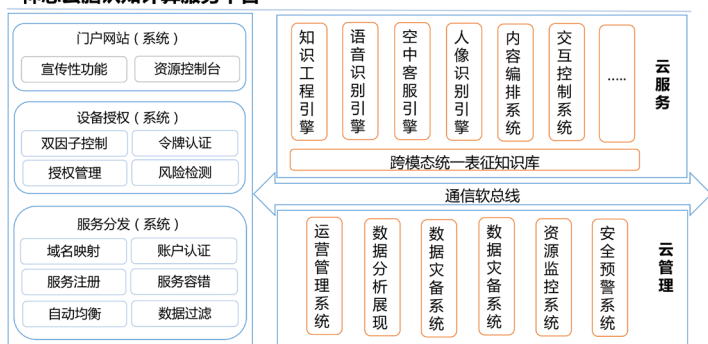 门户网站（系统）
宣传性功能
资源控制台
设备授权（系统）
双因子控制
令牌认证
授权管理
风险检测
服务分发（系统）
域名映射
账户认证
服务注册
服务容错
自动均衡
数据过滤
知识工程引擎
语音识别引擎
空中客服引擎
人像识别引擎
内容编排系统
交互控制系统
.....
云服务
跨模态统一表征知识库
通信软总线
运营管理系统
数据分析展现
数据灾备系统
数据灾备系统
资源监控系统
安全预警系统
云管理